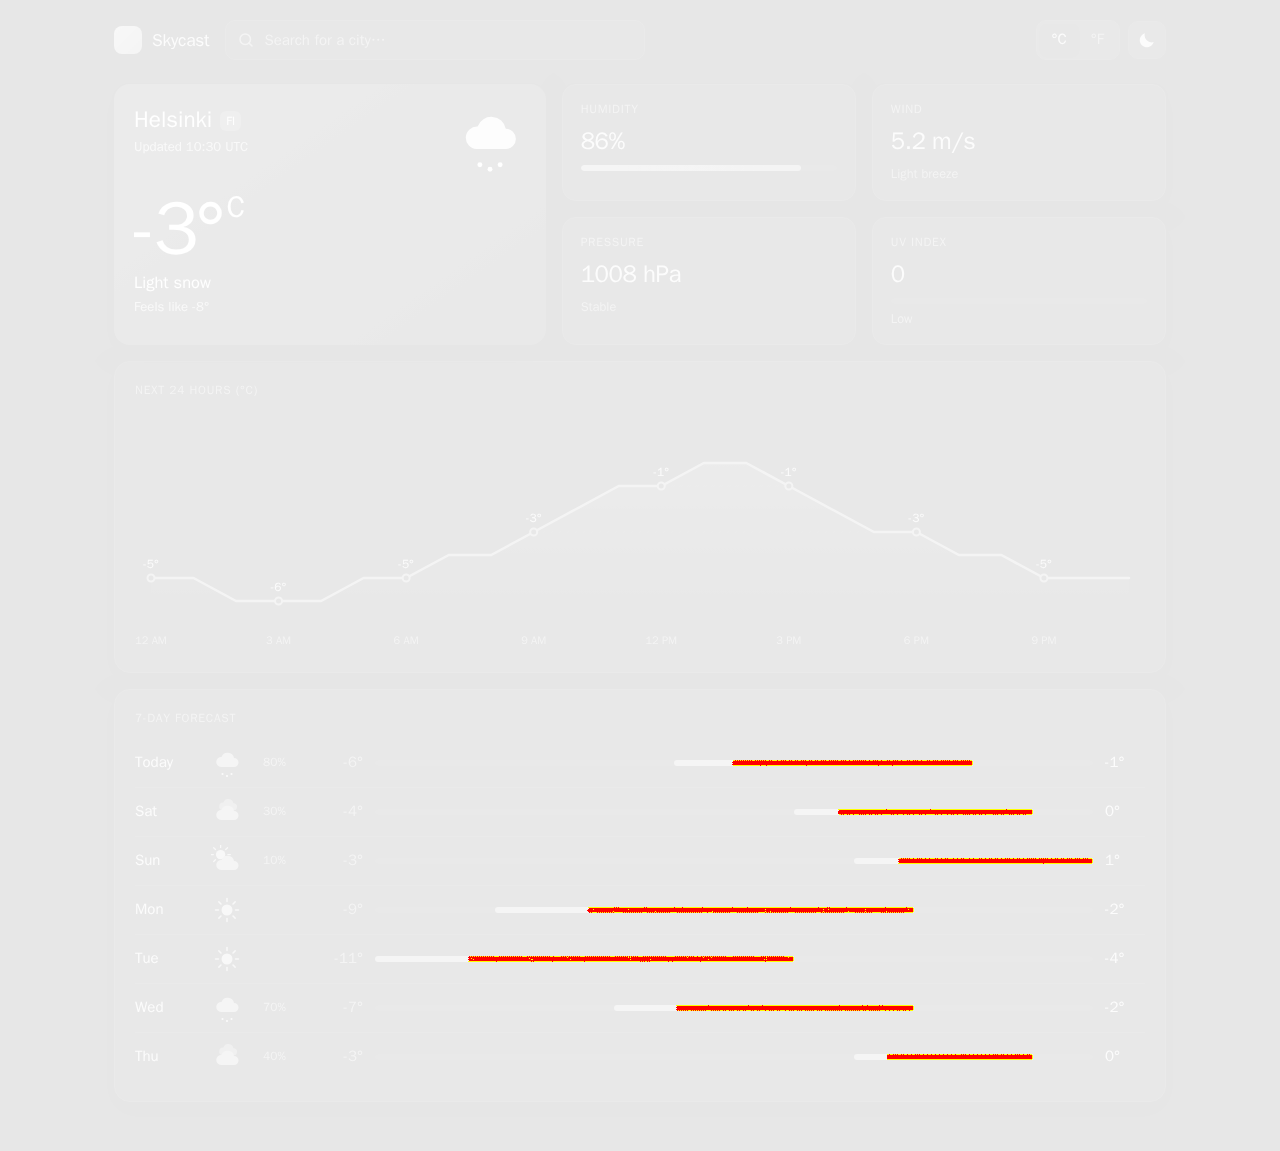 Skycast
Search for a city…
°C °F
Helsinki FI
Updated 10:30 UTC
-3°C
Light snow
Feels like -8°
HUMIDITY
86%
WIND
5.2 m/s
Light breeze
PRESSURE
1008 hPa
Stable
UV INDEX
0
Low
NEXT 24 HOURS (°C)
-5° -6° -5° -3° -1° -1° -3° -5°
12 AM 3 AM 6 AM 9 AM 12 PM 3 PM 6 PM 9 PM
7-DAY FORECAST
Today 80% -6° -1°
Sat 30% -4° 0°
Sun 10% -3° 1°
Mon -9° -2°
Tue -11° -4°
Wed 70% -7° -2°
Thu 40% -3° 0°